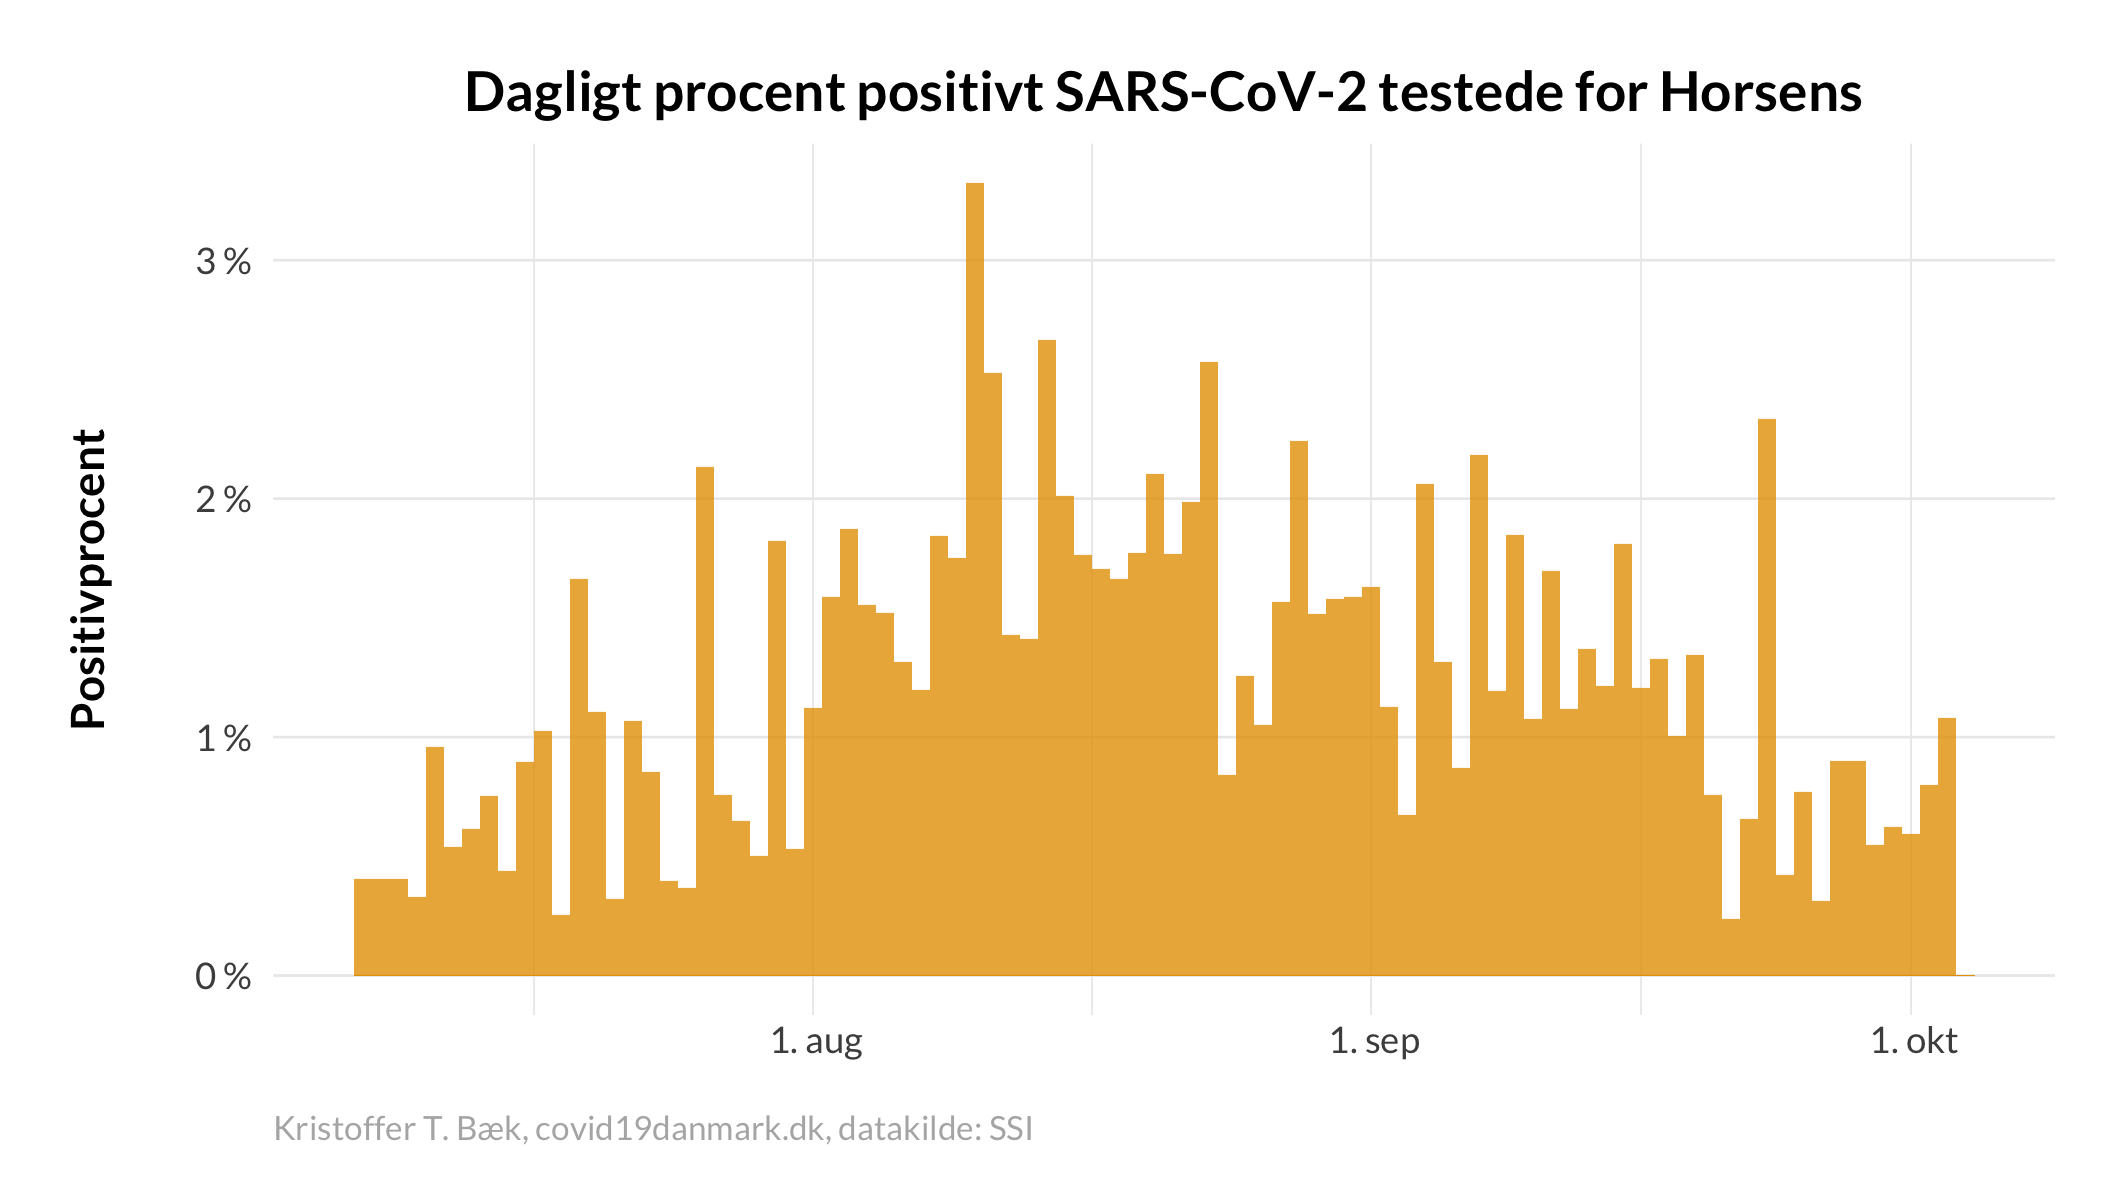 Dagligt procent positivt SARS-CoV-2 testede for Horsens
Positivprocent
3 %
2 %
1 %
0 %
1. aug
1. sep
1. okt
Kristoffer T. Bæk, covid19danmark.dk, datakilde: SSI